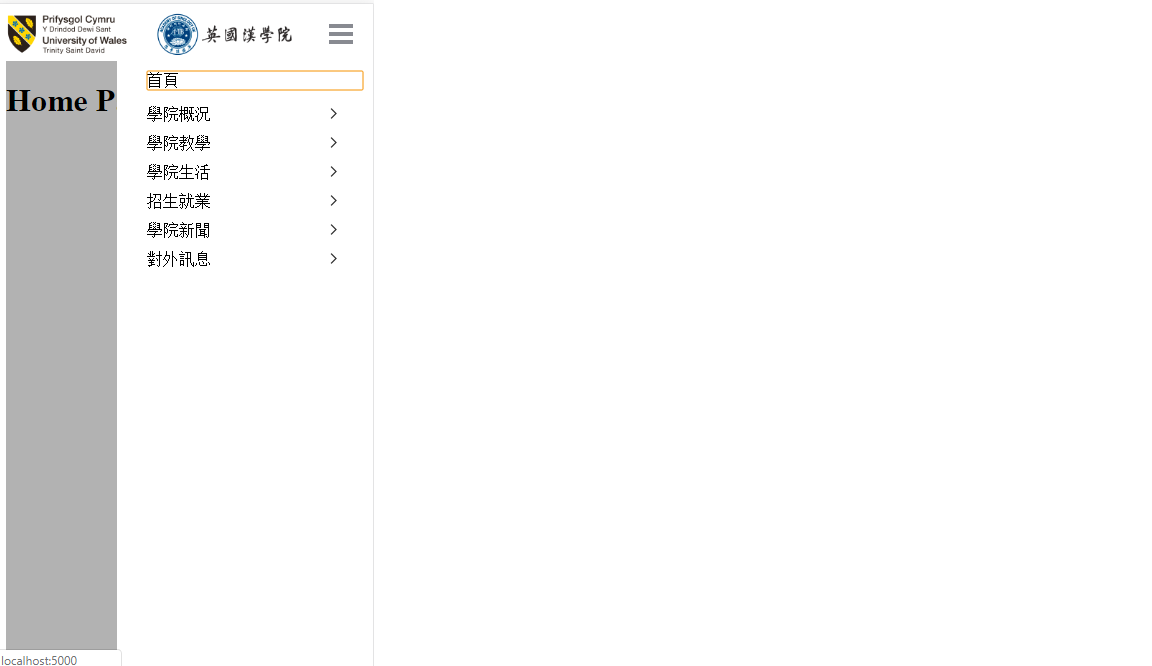 Prifysgol Cymru
Y Drindod Dewi Sant
University of Wales
Trinity Saint David
英國漢學院
Home P
首頁
學院概況
學院教學
學院生活
招生就業
學院新聞
對外訊息
localhost:5000